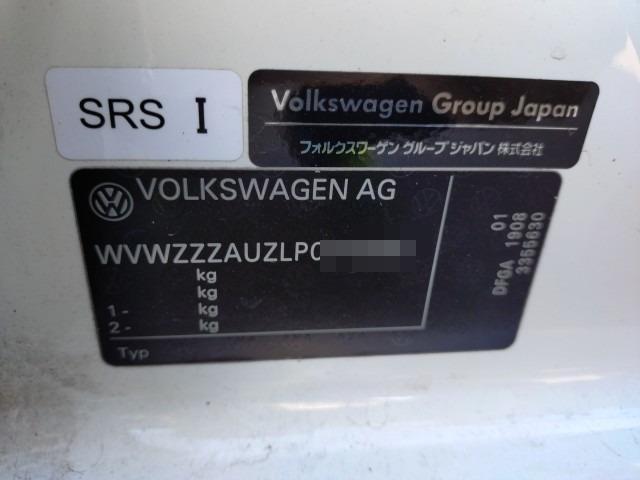 SRS I
Volkswagen Group Japan
フォルクスワーゲン グループ ジャパン 株式会社
VOLKSWAGEN AG
WVWZZZAUZLP0
kg
kg
1 - kg
2 - kg
Typ
01
DFGA 1908
3355630